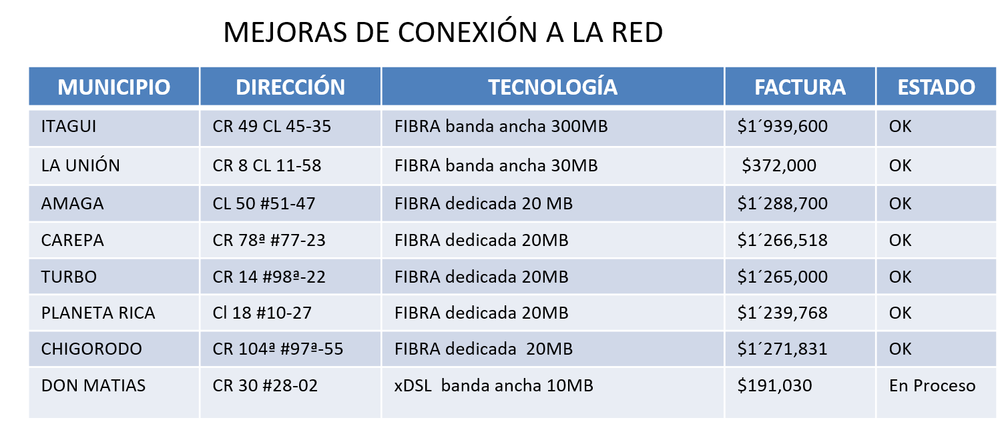 MEJORAS DE CONEXIÓN A LA RED
MUNICIPIO DIRECCIÓN TECNOLOGÍA FACTURA ESTADO
ITAGUI CR 49 CL 45-35 FIBRA banda ancha 300MB $1´939,600 OK
LA UNIÓN CR 8 CL 11-58 FIBRA banda ancha 30MB $372,000 OK
AMAGA CL 50 #51-47 FIBRA dedicada 20 MB $1´288,700 OK
CAREPA CR 78ª #77-23 FIBRA dedicada 20MB $1´266,518 OK
TURBO CR 14 #98ª-22 FIBRA dedicada 20MB $1´265,000 OK
PLANETA RICA Cl 18 #10-27 FIBRA dedicada 20MB $1´239,768 OK
CHIGORODO CR 104ª #97ª-55 FIBRA dedicada  20MB $1´271,831 OK
DON MATIAS CR 30 #28-02 xDSL  banda ancha 10MB $191,030 En Proceso